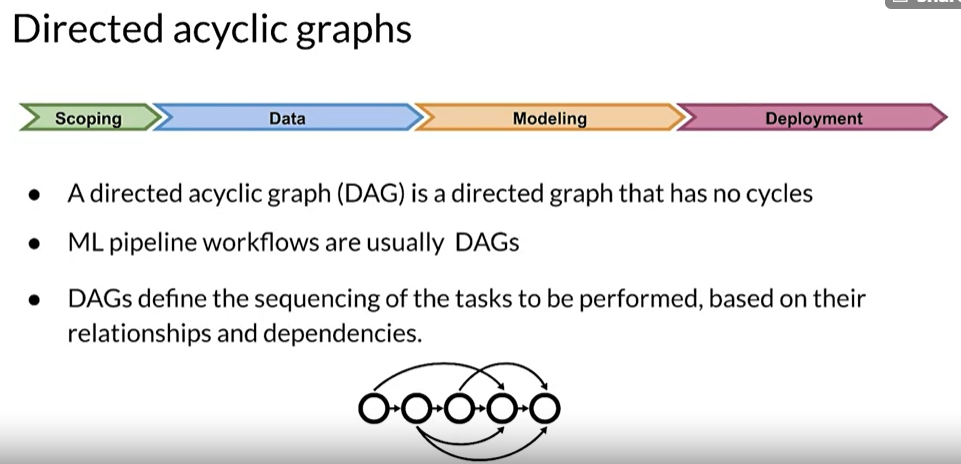 Directed acyclic graphs
Scoping Data Modeling Deployment
● A directed acyclic graph (DAG) is a directed graph that has no cycles
● ML pipeline workflows are usually DAGs
● DAGs define the sequencing of the tasks to be performed, based on their
relationships and dependencies.